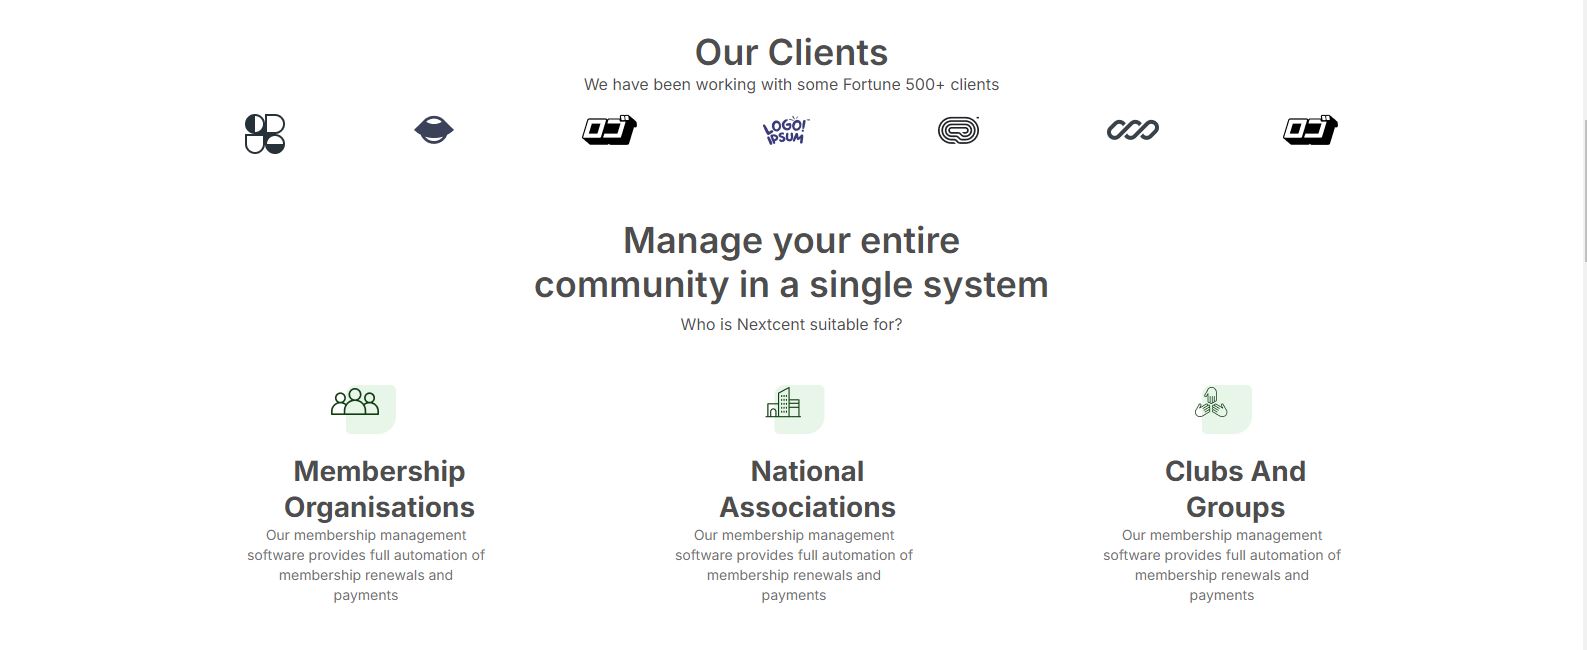 Our Clients
We have been working with some Fortune 500+ clients
LOGO!
IPSUM
Manage your entire
community in a single system
Who is Nextcent suitable for?
Membership
Organisations
Our membership management
software provides full automation of
membership renewals and
payments
National
Associations
Our membership management
software provides full automation of
membership renewals and
payments
Clubs And
Groups
Our membership management
software provides full automation of
membership renewals and
payments